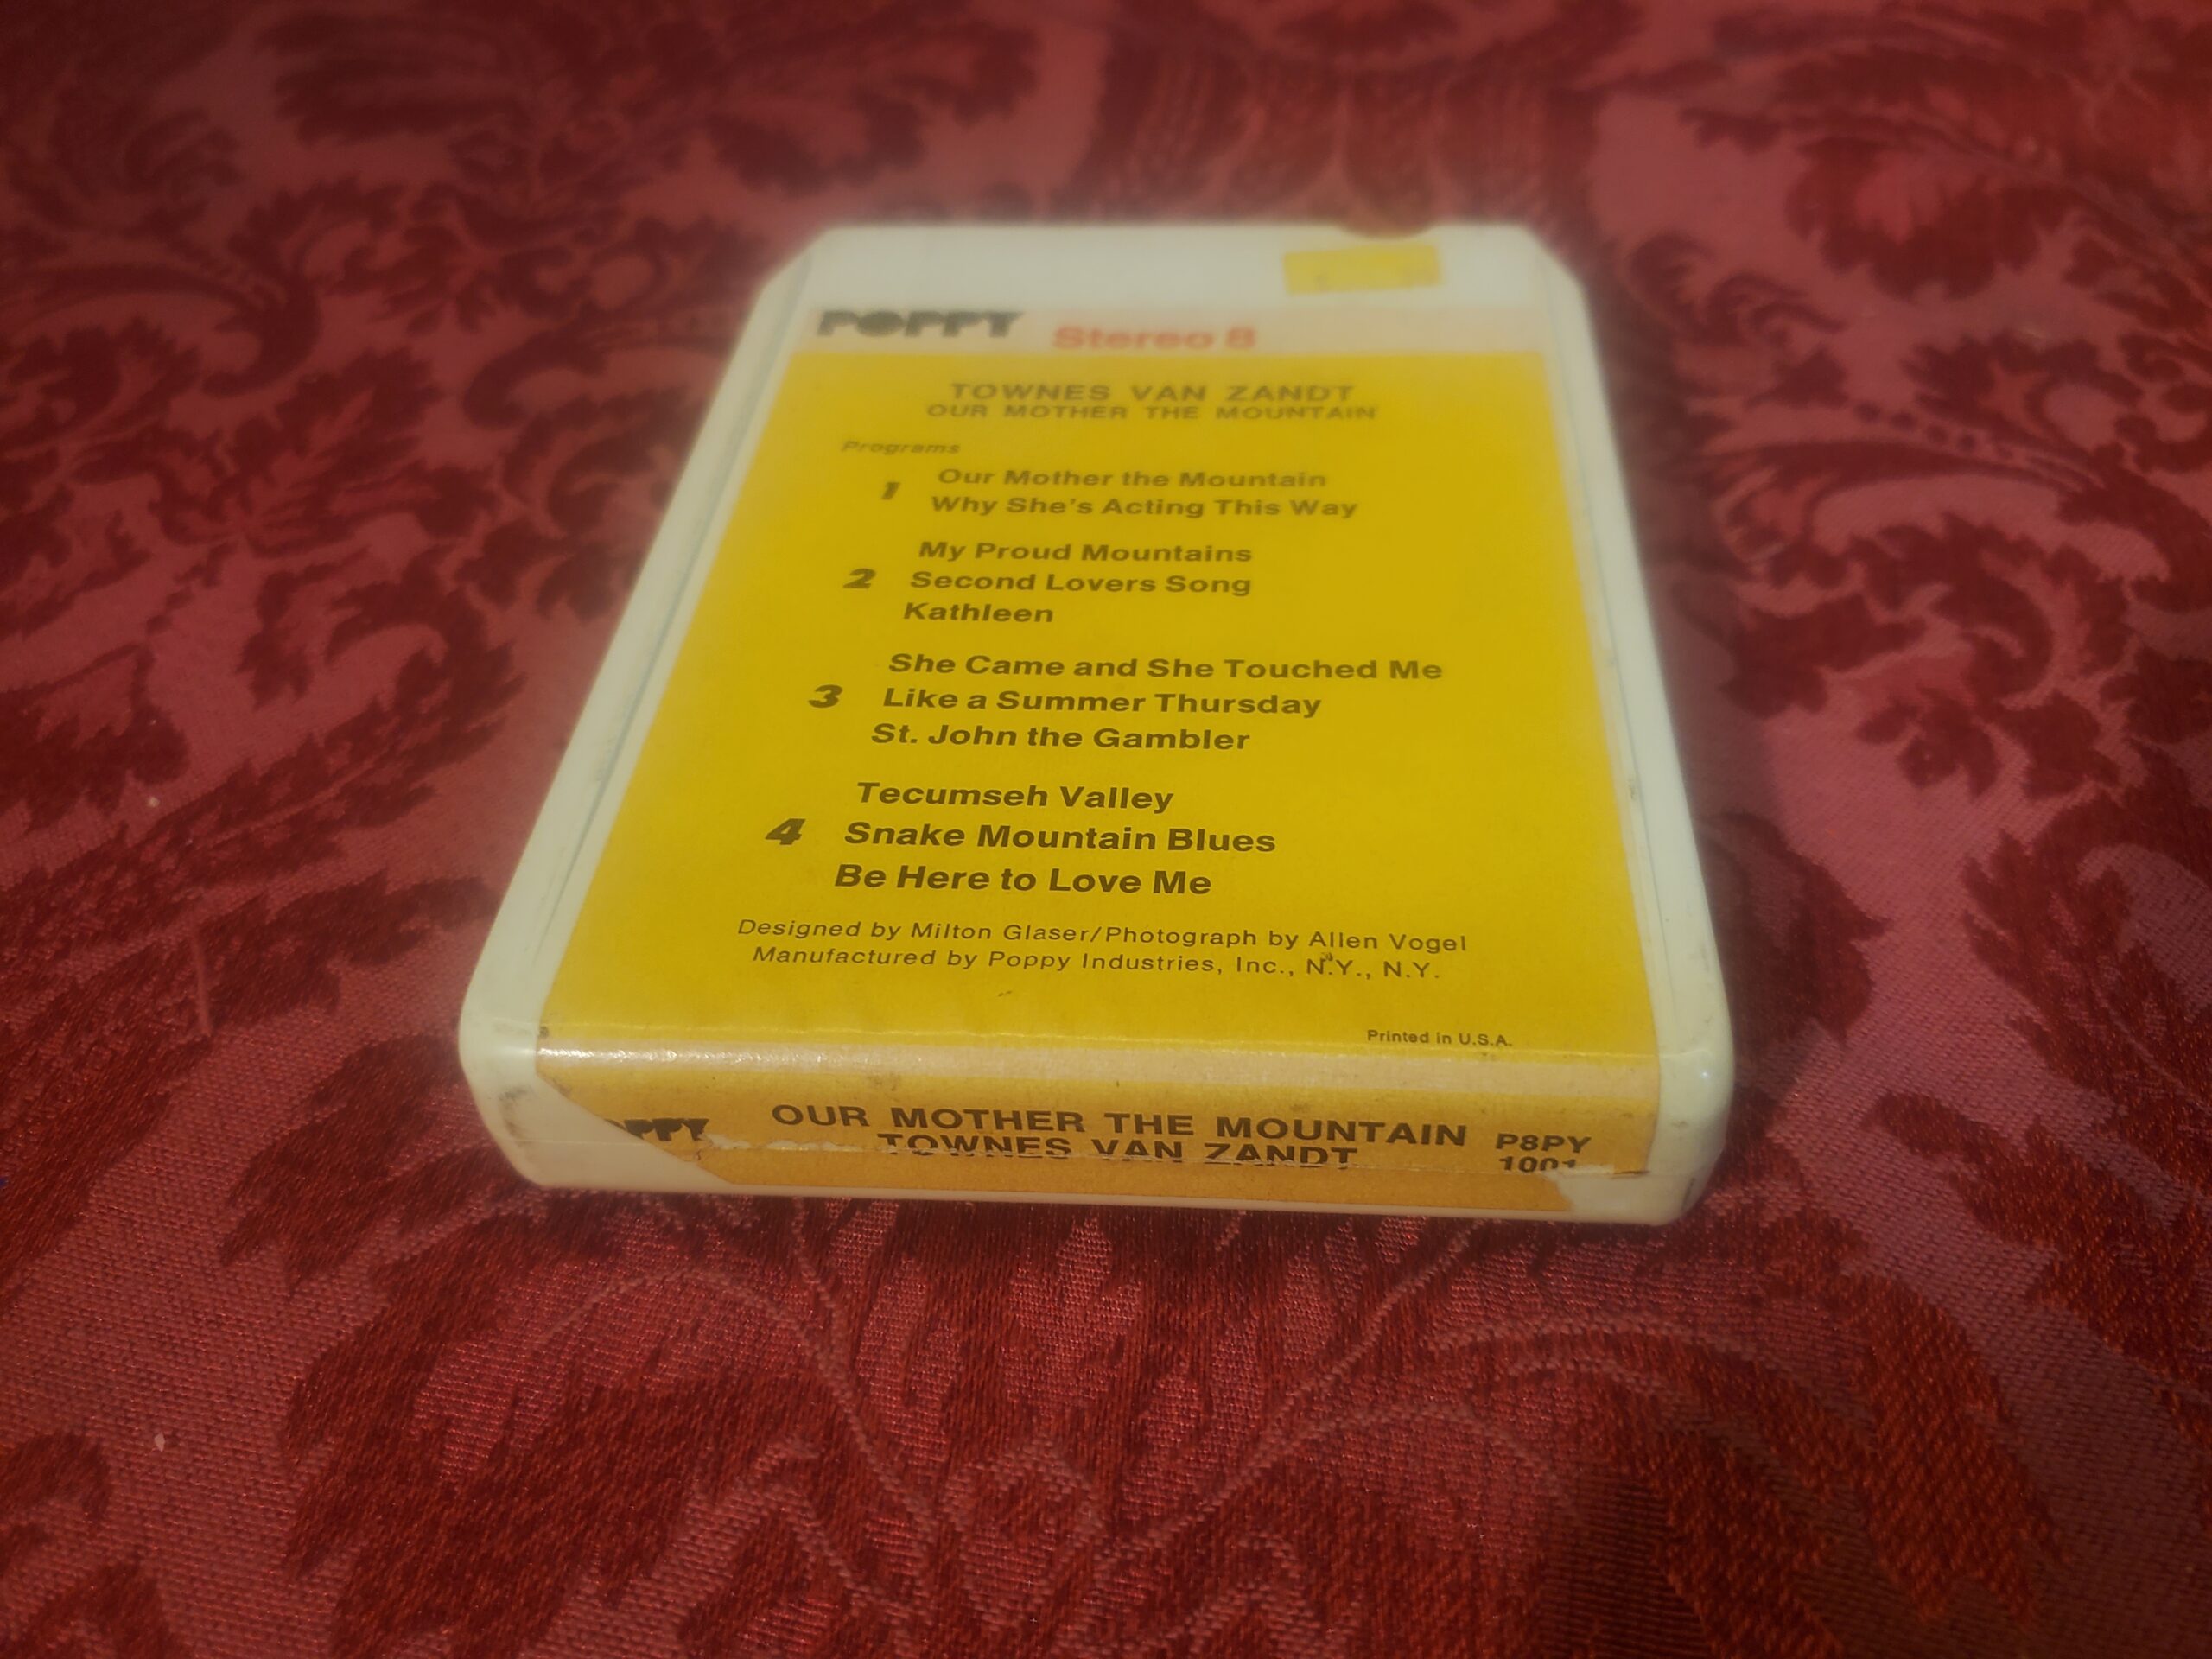 POPPY Stereo 8
TOWNES VAN ZANDT
OUR MOTHER THE MOUNTAIN
Programs
1
Our Mother the Mountain
Why She's Acting This Way
2
My Proud Mountains
Second Lovers Song
Kathleen
3
She Came and She Touched Me
Like a Summer Thursday
St. John the Gambler
4
Tecumseh Valley
Snake Mountain Blues
Be Here to Love Me
Designed by Milton Glaser/Photograph by Allen Vogel
Manufactured by Poppy Industries, Inc., N.Y., N.Y.
Printed in U.S.A.
POPPY OUR MOTHER THE MOUNTAIN P8PY
TOWNES VAN ZANDT 1001